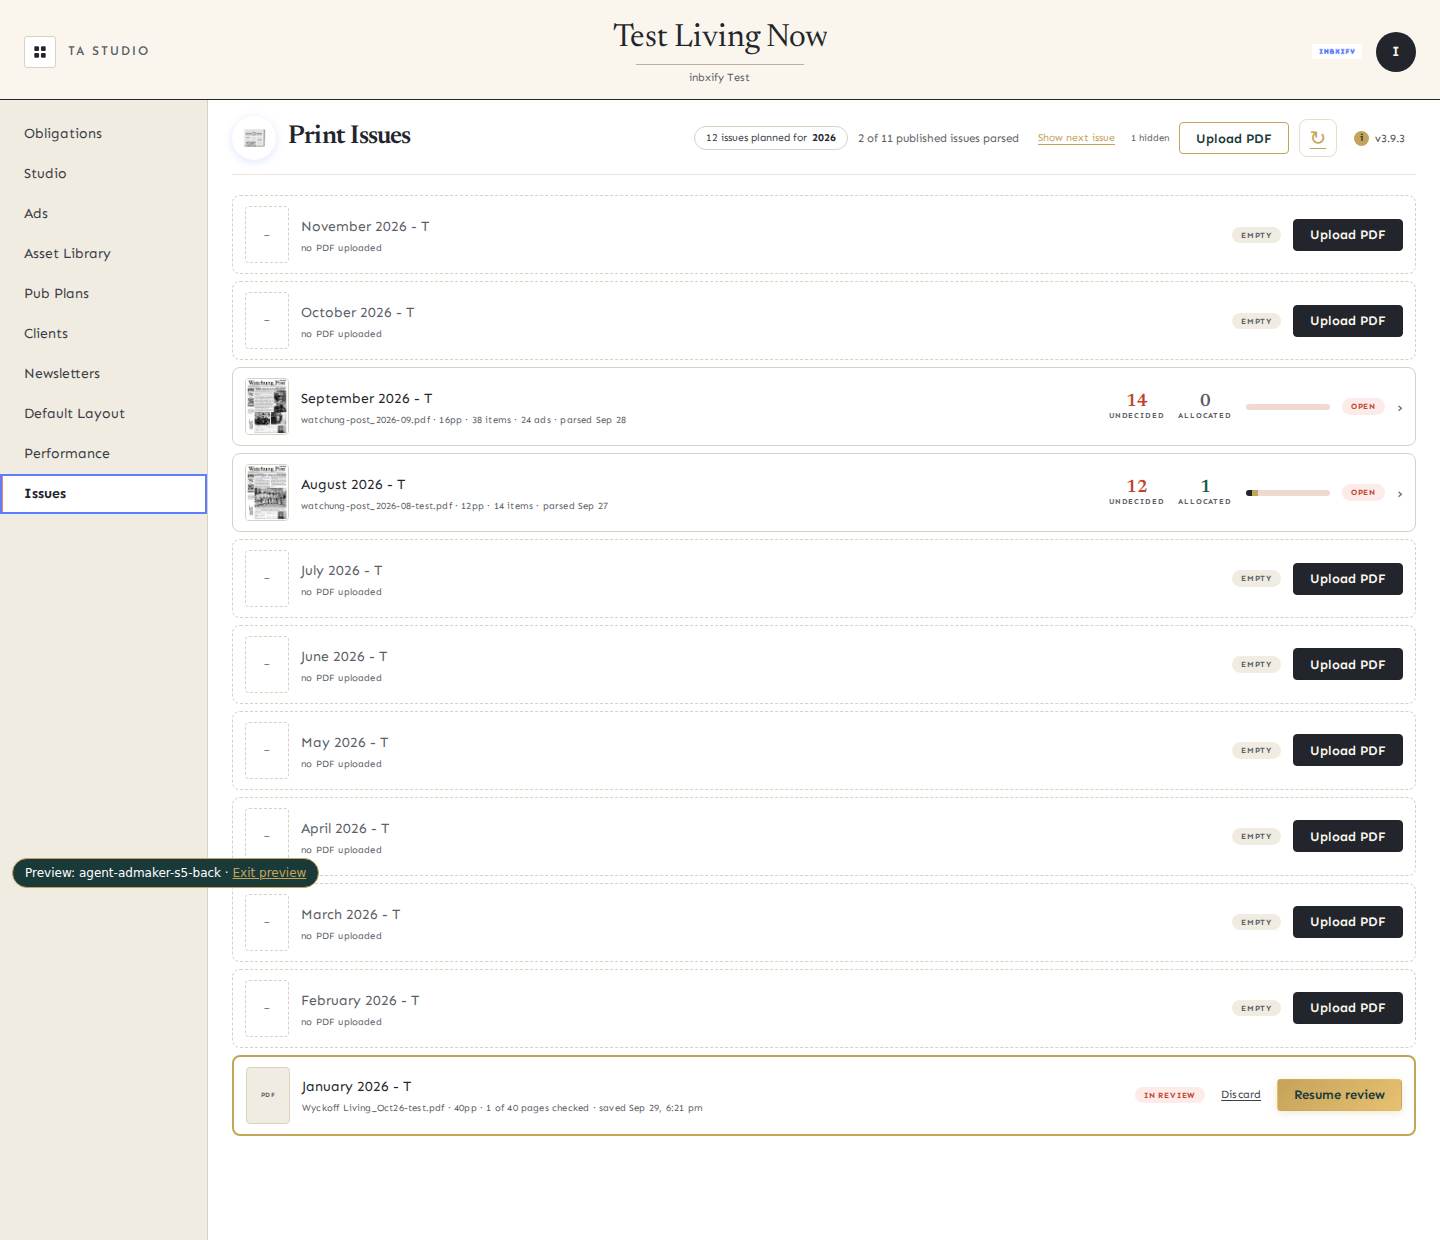 TA STUDIO
Test Living Now
inbxify Test
INBXIFY
I
Obligations
Studio
Ads
Asset Library
Pub Plans
Clients
Newsletters
Default Layout
Performance
Issues
Print Issues
12 issues planned for 2026
2 of 11 published issues parsed
Show next issue
1 hidden
Upload PDF
↻
i
v3.9.3
–
November 2026 - T
no PDF uploaded
EMPTY
Upload PDF
–
October 2026 - T
no PDF uploaded
EMPTY
Upload PDF
Watchung Post
September 2026 - T
watchung-post_2026-09.pdf · 16pp · 38 items · 24 ads · parsed Sep 28
14
UNDECIDED
0
ALLOCATED
OPEN
›
Watchung Post
August 2026 - T
watchung-post_2026-08-test.pdf · 12pp · 14 items · parsed Sep 27
12
UNDECIDED
1
ALLOCATED
OPEN
›
–
July 2026 - T
no PDF uploaded
EMPTY
Upload PDF
–
June 2026 - T
no PDF uploaded
EMPTY
Upload PDF
–
May 2026 - T
no PDF uploaded
EMPTY
Upload PDF
–
April 2026 - T
no PDF uploaded
EMPTY
Upload PDF
Preview: agent-admaker-s5-back · Exit preview
–
March 2026 - T
no PDF uploaded
EMPTY
Upload PDF
–
February 2026 - T
no PDF uploaded
EMPTY
Upload PDF
PDF
January 2026 - T
Wyckoff Living_Oct26-test.pdf · 40pp · 1 of 40 pages checked · saved Sep 29, 6:21 pm
IN REVIEW
Discard
Resume review